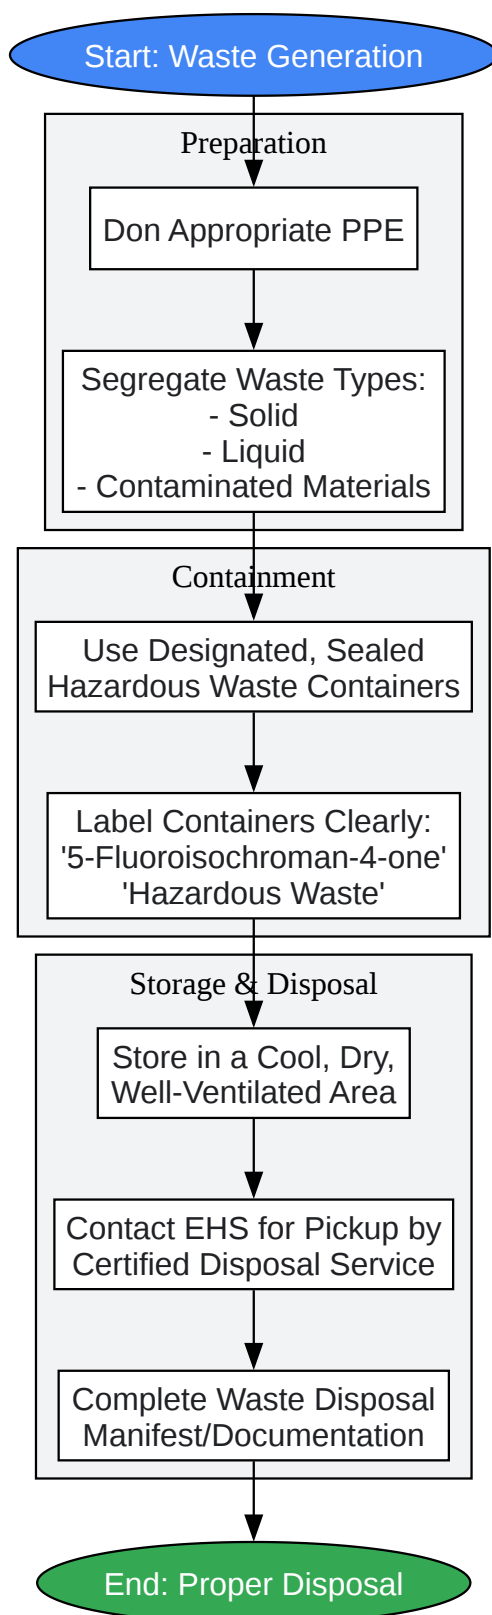 Start: Waste Generation
Preparation
Don Appropriate PPE
Segregate Waste Types:
- Solid
- Liquid
- Contaminated Materials
Containment
Use Designated, Sealed
Hazardous Waste Containers
Label Containers Clearly:
'5-Fluoroisochroman-4-one'
'Hazardous Waste'
Storage & Disposal
Store in a Cool, Dry,
Well-Ventilated Area
Contact EHS for Pickup by
Certified Disposal Service
Complete Waste Disposal
Manifest/Documentation
End: Proper Disposal